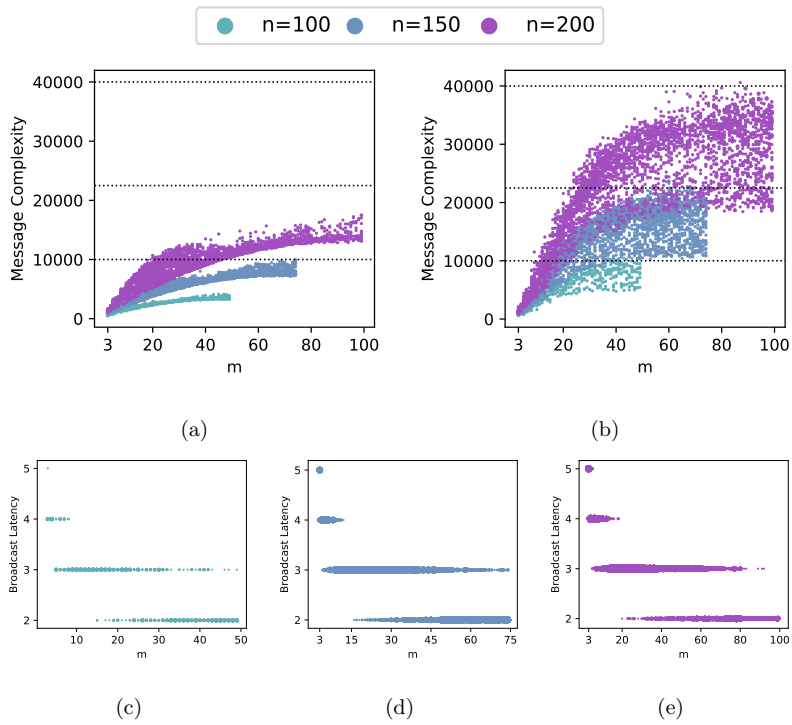 n=100 n=150 n=200
Message Complexity
40000
30000
20000
10000
0
3 20 40 60 80 100
m
(a)
Message Complexity
40000
30000
20000
10000
0
3 20 40 60 80 100
m
(b)
Broadcast Latency
5
4
3
2
10 20 30 40 50
m
(c)
Broadcast Latency
5
4
3
2
3 15 30 45 60 75
m
(d)
Broadcast Latency
5
4
3
2
3 20 40 60 80 100
m
(e)